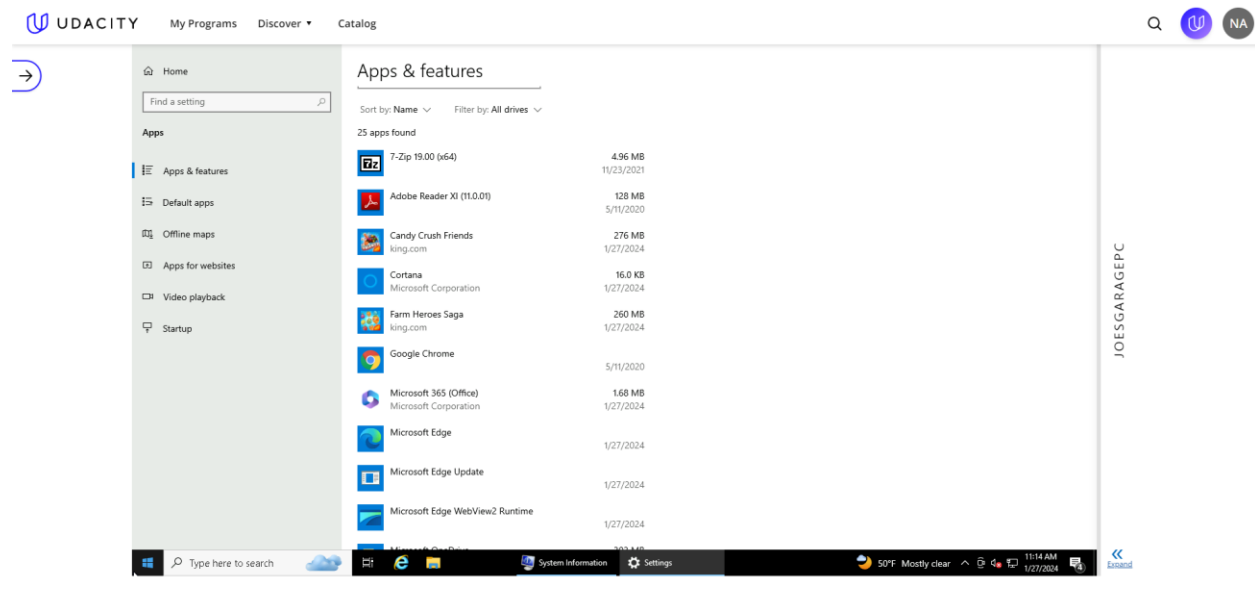 UDACITY My Programs Discover Catalog NA
Home
Find a setting
Apps
Apps & features
Default apps
Offline maps
Apps for websites
Video playback
Startup
Apps & features
Sort by: Name Filter by: All drives
25 apps found
7-Zip 19.00 (x64) 4.96 MB
11/23/2021
Adobe Reader XI (11.0.01) 128 MB
5/11/2020
Candy Crush Friends 276 MB
king.com 1/27/2024
Cortana 16.0 KB
Microsoft Corporation 1/27/2024
Farm Heroes Saga 260 MB
king.com 1/27/2024
Google Chrome
5/11/2020
Microsoft 365 (Office) 1.68 MB
Microsoft Corporation 1/27/2024
Microsoft Edge
1/27/2024
Microsoft Edge Update
1/27/2024
Microsoft Edge WebView2 Runtime
1/27/2024
JOESGARAGEPC
Expand
Type here to search System Information Settings 50°F Mostly clear 11:14 AM
1/27/2024 4